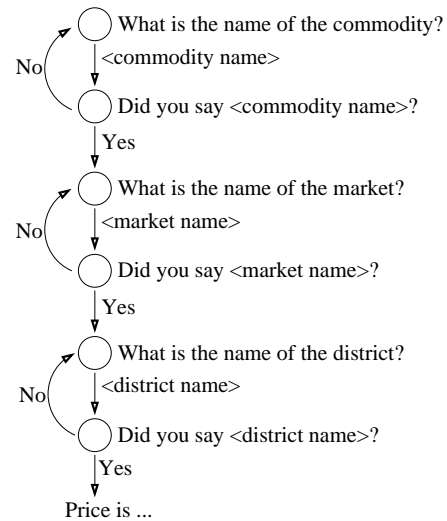 What is the name of the commodity?
No
<commodity name>
Did you say <commodity name>?
Yes
What is the name of the market?
No
<market name>
Did you say <market name>?
Yes
What is the name of the district?
No
<district name>
Did you say <district name>?
Yes
Price is ...